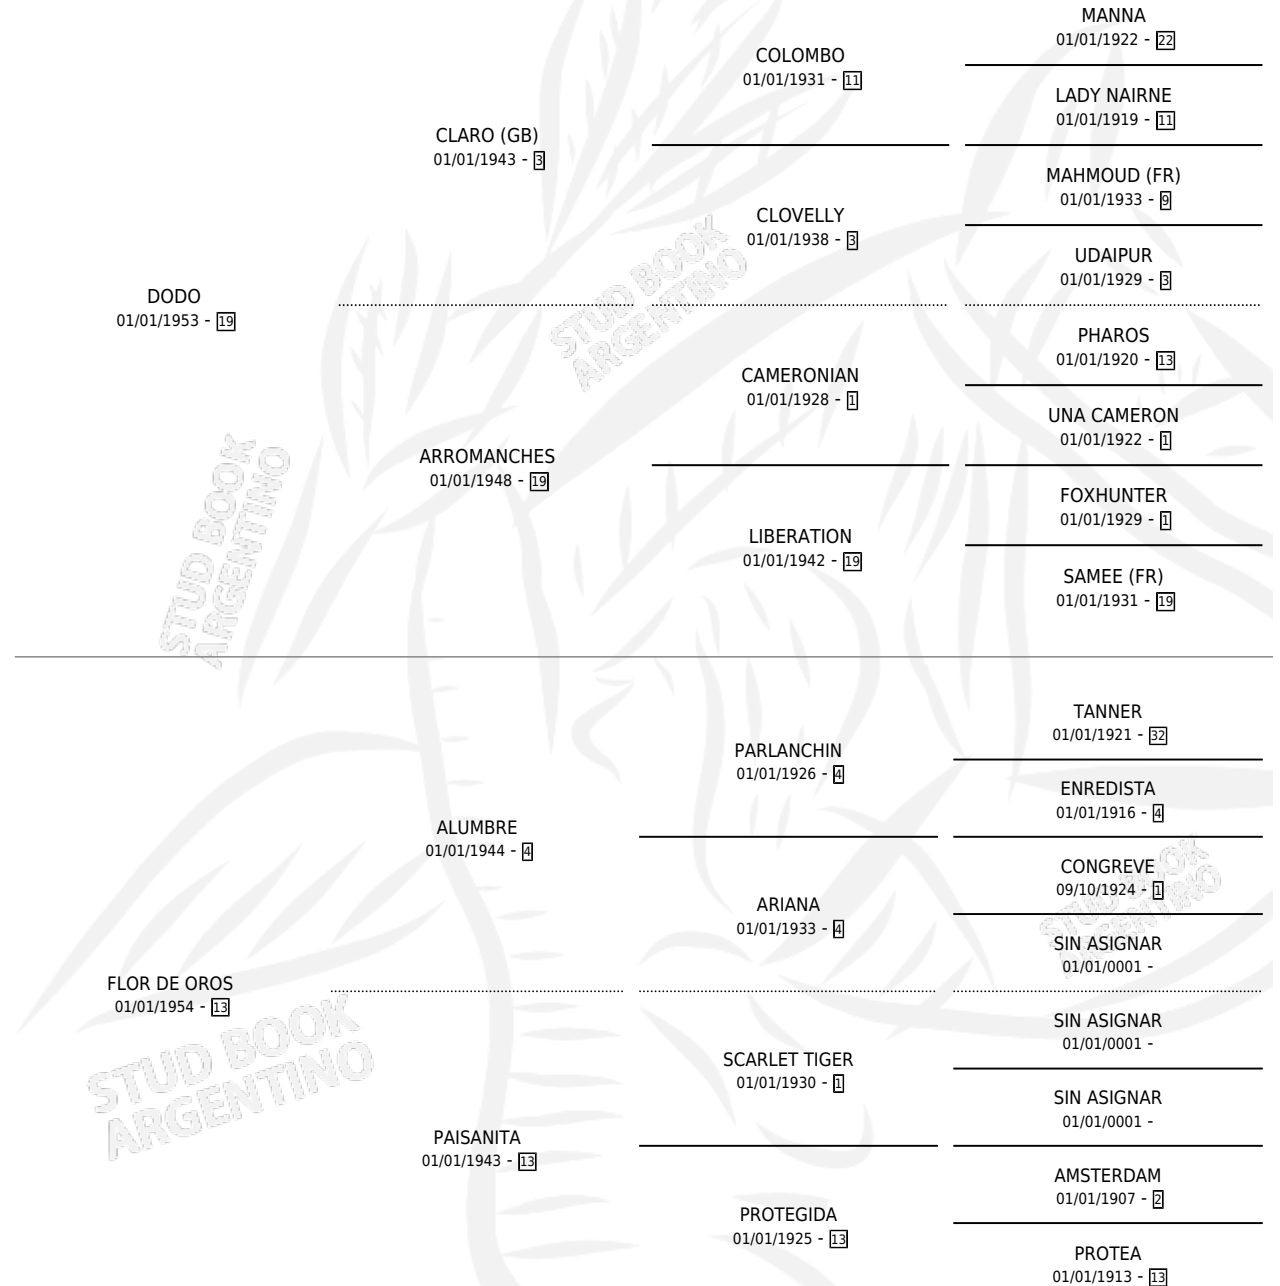 MANNA
01/01/1922 - 22
COLOMBO
01/01/1931 - 11
LADY NAIRNE
01/01/1919 - 11
CLARO (GB)
01/01/1943 - 3
MAHMOUD (FR)
01/01/1933 - 9
CLOVELLY
01/01/1938 - 3
UDAIPUR
01/01/1929 - 3
DODO
01/01/1953 - 19
PHAROS
01/01/1920 - 13
CAMERONIAN
01/01/1928 - 1
UNA CAMERON
01/01/1922 - 1
ARROMANCHES
01/01/1948 - 19
FOXHUNTER
01/01/1929 - 1
LIBERATION
01/01/1942 - 19
SAMEE (FR)
01/01/1931 - 19
TANNER
01/01/1921 - 32
PARLANCHIN
01/01/1926 - 4
ENREDISTA
01/01/1916 - 4
ALUMBRE
01/01/1944 - 4
CONGREVE
09/10/1924 - 1
ARIANA
01/01/1933 - 4
SIN ASIGNAR
01/01/0001 -
FLOR DE OROS
01/01/1954 - 13
SIN ASIGNAR
01/01/0001 -
SCARLET TIGER
01/01/1930 - 1
SIN ASIGNAR
01/01/0001 -
PAISANITA
01/01/1943 - 13
AMSTERDAM
01/01/1907 - 2
PROTEGIDA
01/01/1925 - 13
PROTEA
01/01/1913 - 13
STUD BOOK
ARGENTINO
STUD BOOK
ARGENTINO
STUD BOOK
ARGENTINO
STUD BOOK
ARGENTINO